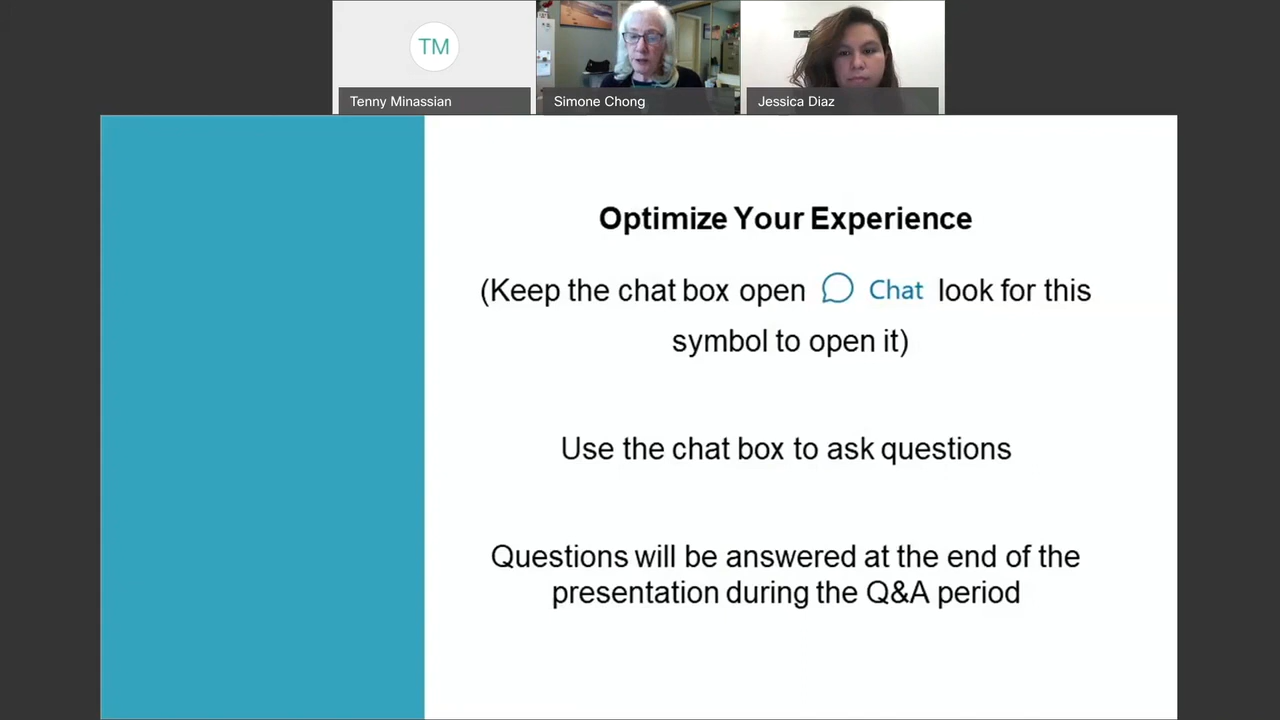 TM
Tenny Minassian
Simone Chong
Jessica Diaz
Optimize Your Experience
(Keep the chat box open Chat look for this
symbol to open it)
Use the chat box to ask questions
Questions will be answered at the end of the
presentation during the Q&A period